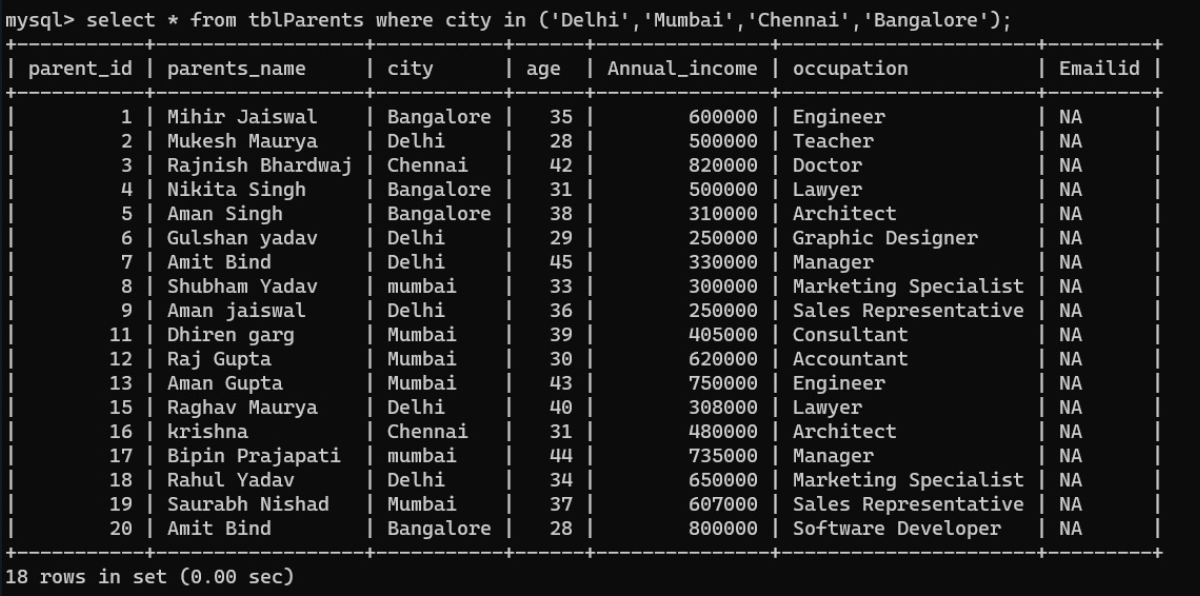 mysql> select * from tblParents where city in ('Delhi','Mumbai','Chennai','Bangalore');
+-----------+-------------------+-----------+------+---------------+----------------------+---------+
| parent_id | parents_name      | city      | age  | Annual_income | occupation           | Emailid |
+-----------+-------------------+-----------+------+---------------+----------------------+---------+
|         1 | Mihir Jaiswal     | Bangalore |   35 |        600000 | Engineer             | NA      |
|         2 | Mukesh Maurya     | Delhi     |   28 |        500000 | Teacher              | NA      |
|         3 | Rajnish Bhardwaj  | Chennai   |   42 |        820000 | Doctor               | NA      |
|         4 | Nikita Singh      | Bangalore |   31 |        500000 | Lawyer               | NA      |
|         5 | Aman Singh        | Bangalore |   38 |        310000 | Architect            | NA      |
|         6 | Gulshan yadav     | Delhi     |   29 |        250000 | Graphic Designer     | NA      |
|         7 | Amit Bind         | Delhi     |   45 |        330000 | Manager              | NA      |
|         8 | Shubham Yadav     | mumbai    |   33 |        300000 | Marketing Specialist | NA      |
|         9 | Aman jaiswal      | Delhi     |   36 |        250000 | Sales Representative | NA      |
|        11 | Dhiren garg       | Mumbai    |   39 |        405000 | Consultant           | NA      |
|        12 | Raj Gupta         | Mumbai    |   30 |        620000 | Accountant           | NA      |
|        13 | Aman Gupta        | Mumbai    |   43 |        750000 | Engineer             | NA      |
|        15 | Raghav Maurya     | Delhi     |   40 |        308000 | Lawyer               | NA      |
|        16 | krishna           | Chennai   |   31 |        480000 | Architect            | NA      |
|        17 | Bipin Prajapati   | mumbai    |   44 |        735000 | Manager              | NA      |
|        18 | Rahul Yadav       | Delhi     |   34 |        650000 | Marketing Specialist | NA      |
|        19 | Saurabh Nishad    | Mumbai    |   37 |        607000 | Sales Representative | NA      |
|        20 | Amit Bind         | Bangalore |   28 |        800000 | Software Developer   | NA      |
+-----------+-------------------+-----------+------+---------------+----------------------+---------+
18 rows in set (0.00 sec)